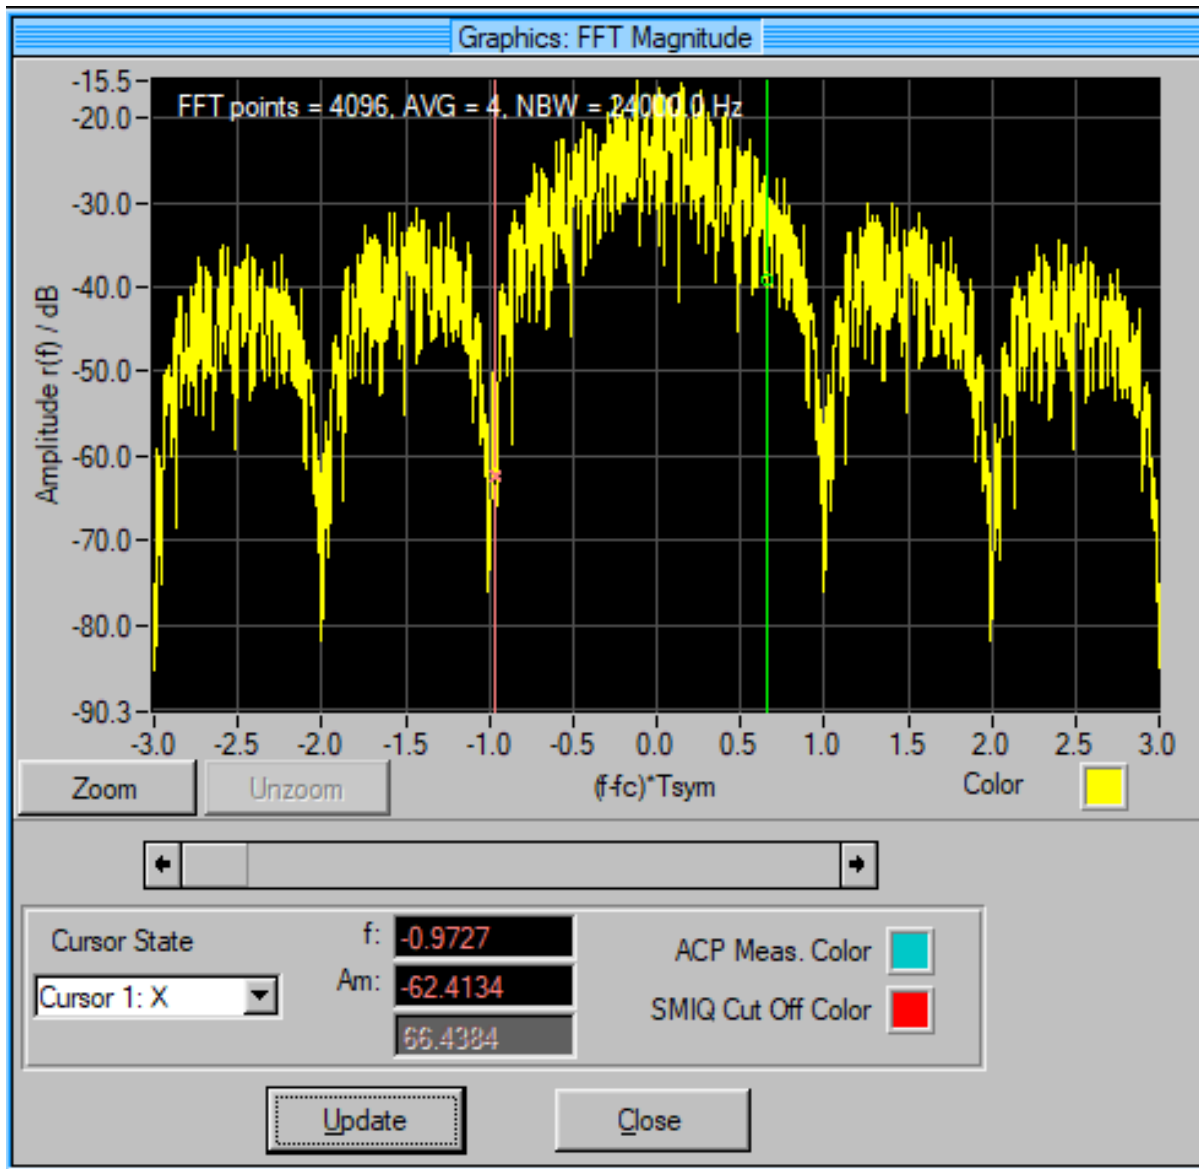 Graphics: FFT Magnitude
-15.5
-20.0
-30.0
-40.0
-50.0
-60.0
-70.0
-80.0
-90.3
Amplitude r(f) / dB
FFT points = 4096, AVG = 4, NBW = 24000.0 Hz
-3.0 -2.5 -2.0 -1.5 -1.0 -0.5 0.0 0.5 1.0 1.5 2.0 2.5 3.0
Zoom Unzoom (f-fc)*Tsym Color
Cursor State f: -0.9727 ACP Meas. Color
Cursor 1: X Am: -62.4134 SMIQ Cut Off Color
66.4384
Update Close